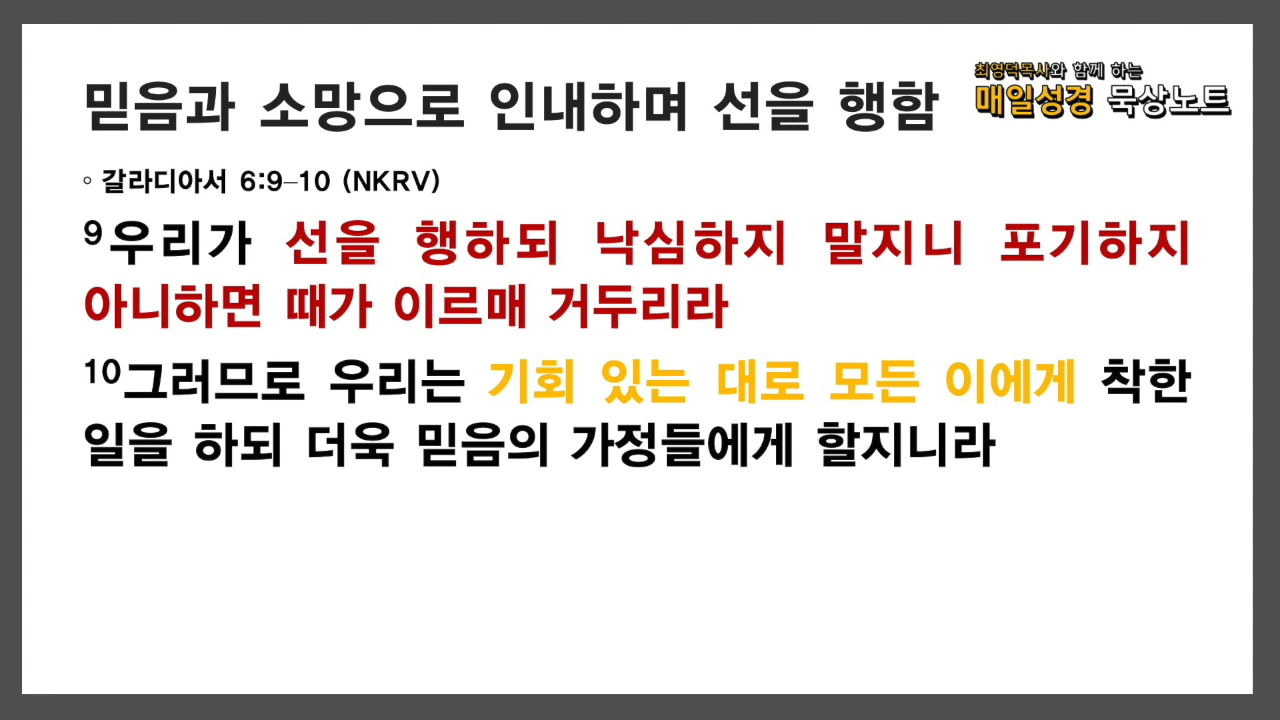 믿음과 소망으로 인내하며 선을 행함
최영덕목사와 함께 하는
매일성경 묵상노트
◦ 갈라디아서 6:9–10 (NKRV)
9 우리가 선을 행하되 낙심하지 말지니 포기하지
아니하면 때가 이르매 거두리라
10 그러므로 우리는 기회 있는 대로 모든 이에게 착한
일을 하되 더욱 믿음의 가정들에게 할지니라